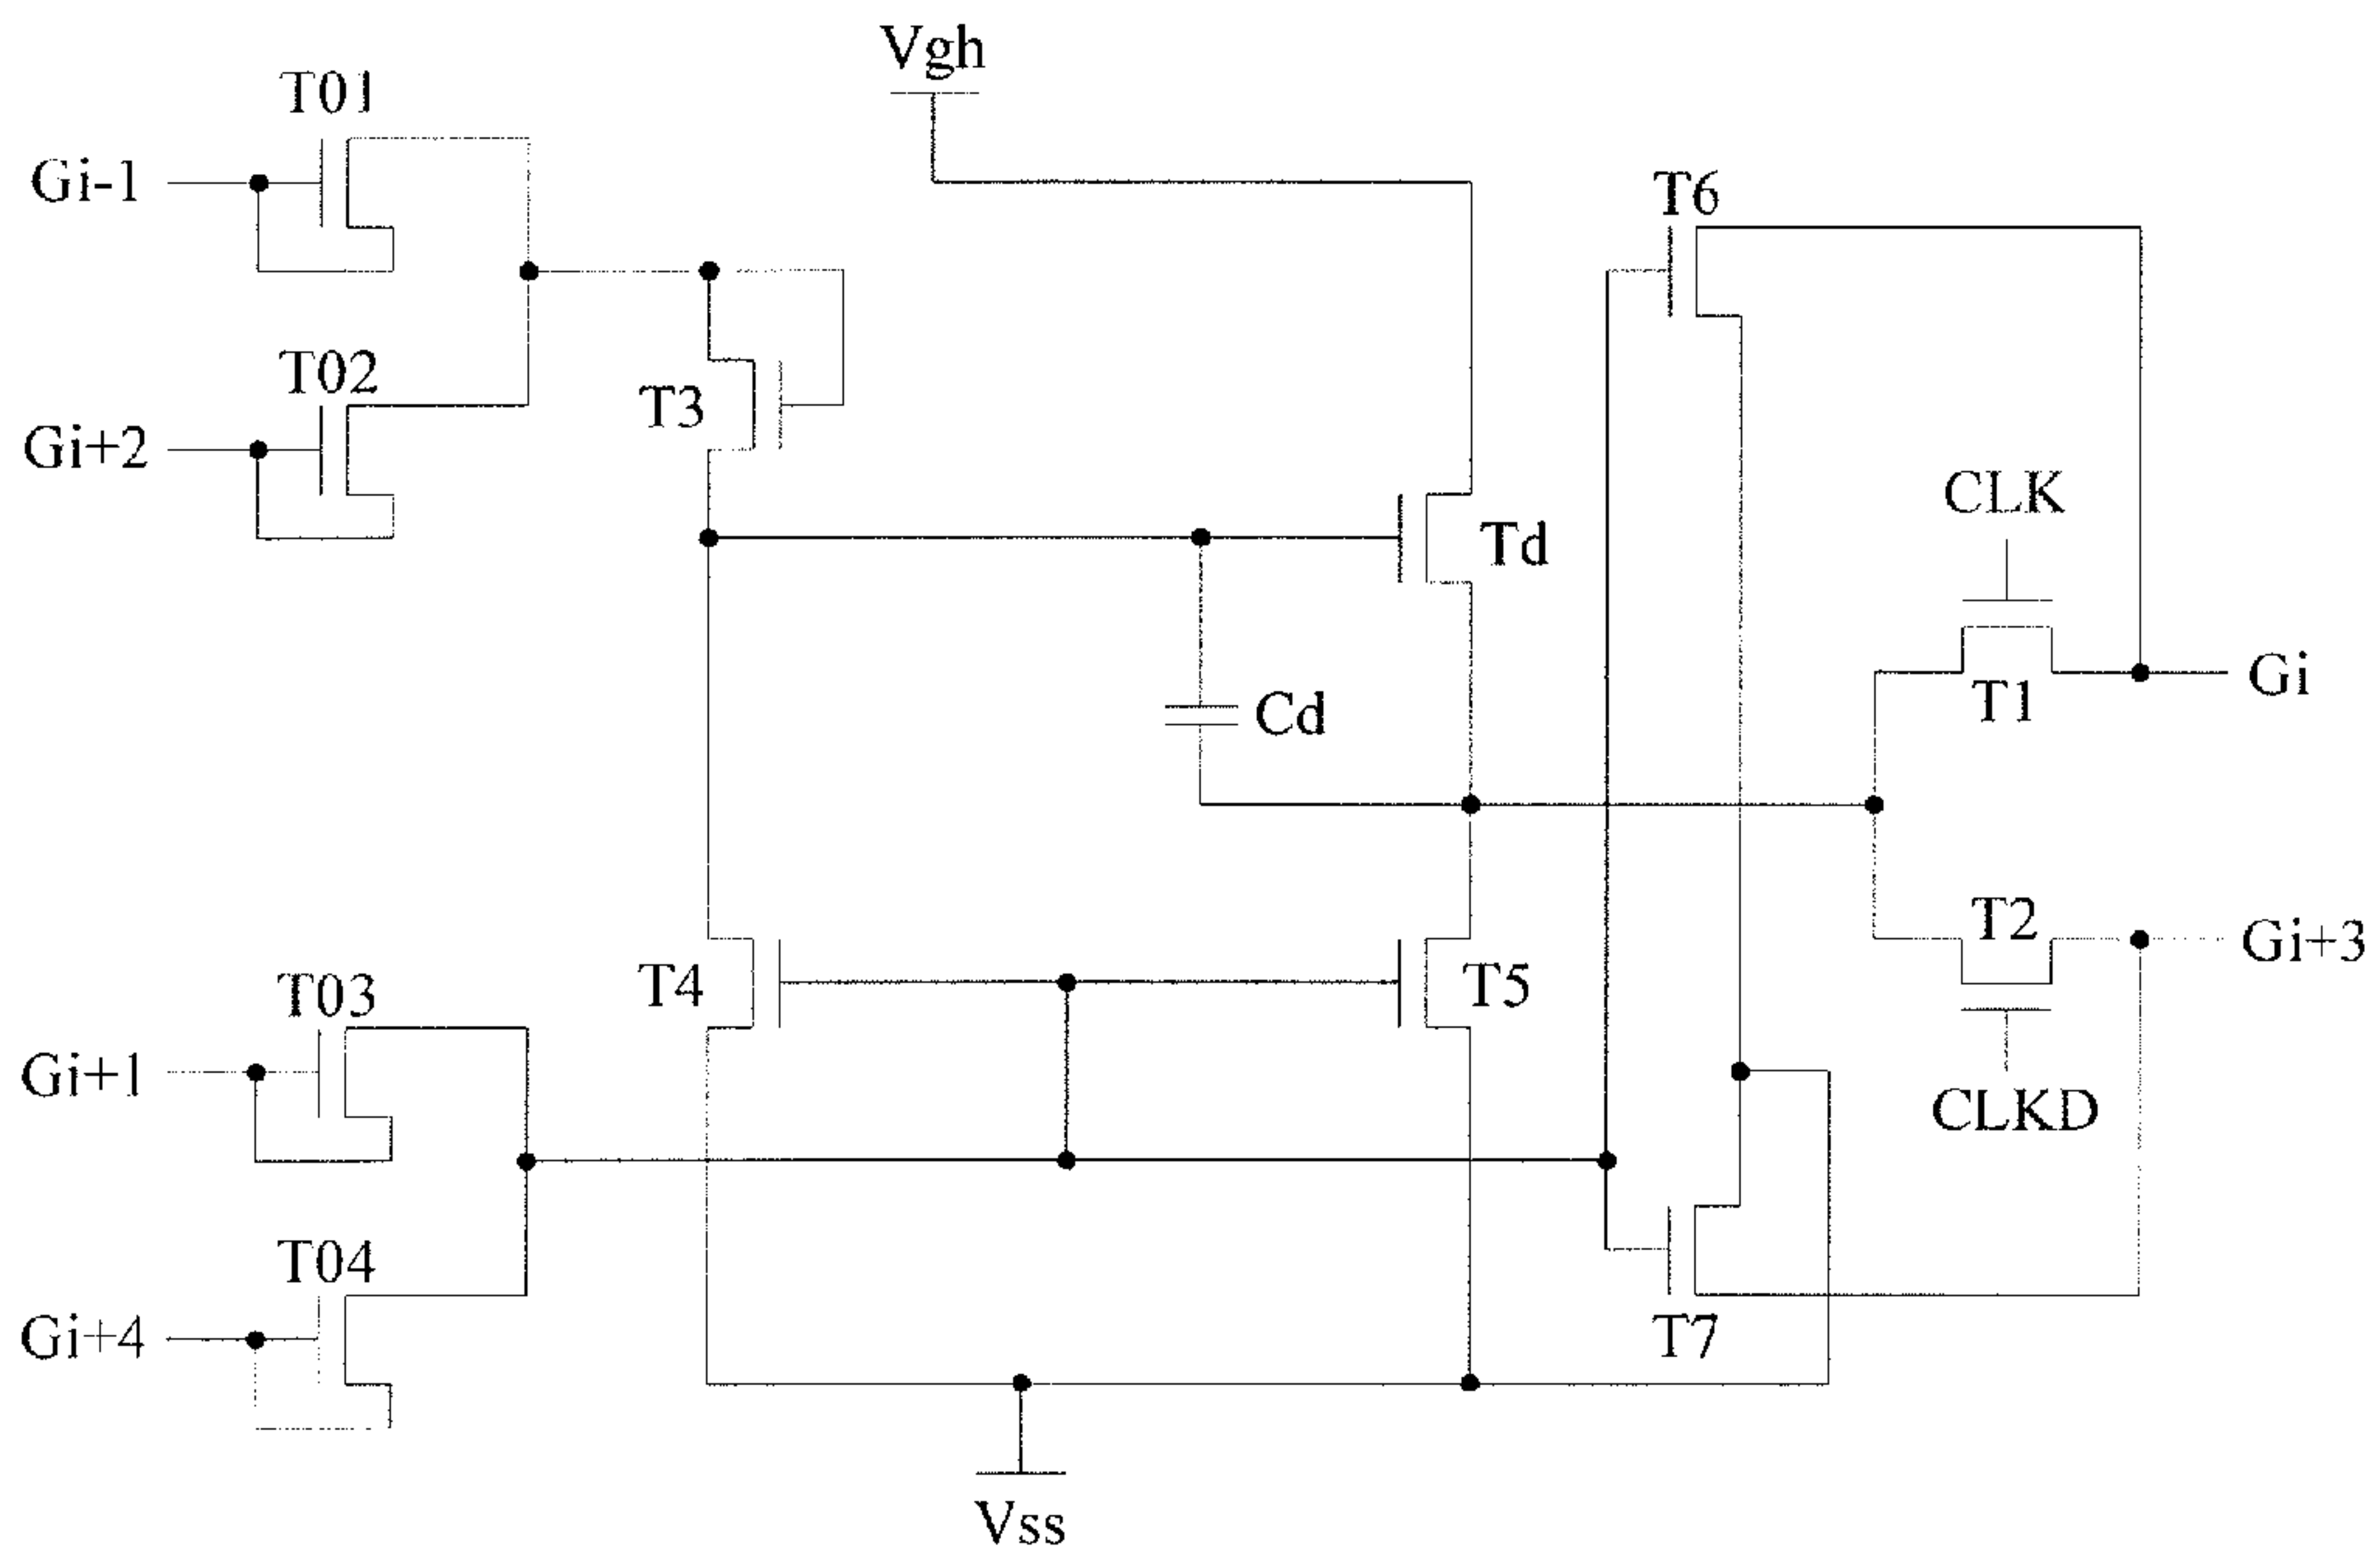 Vgh
T01
Gi-1
T6
T02
T3
Gi+2
CLK
Td
Gi
T1
Cd
T2
Gi+3
T03
T4
T5
Gi+1
CLKD
T04
Gi+4
T7
Vss